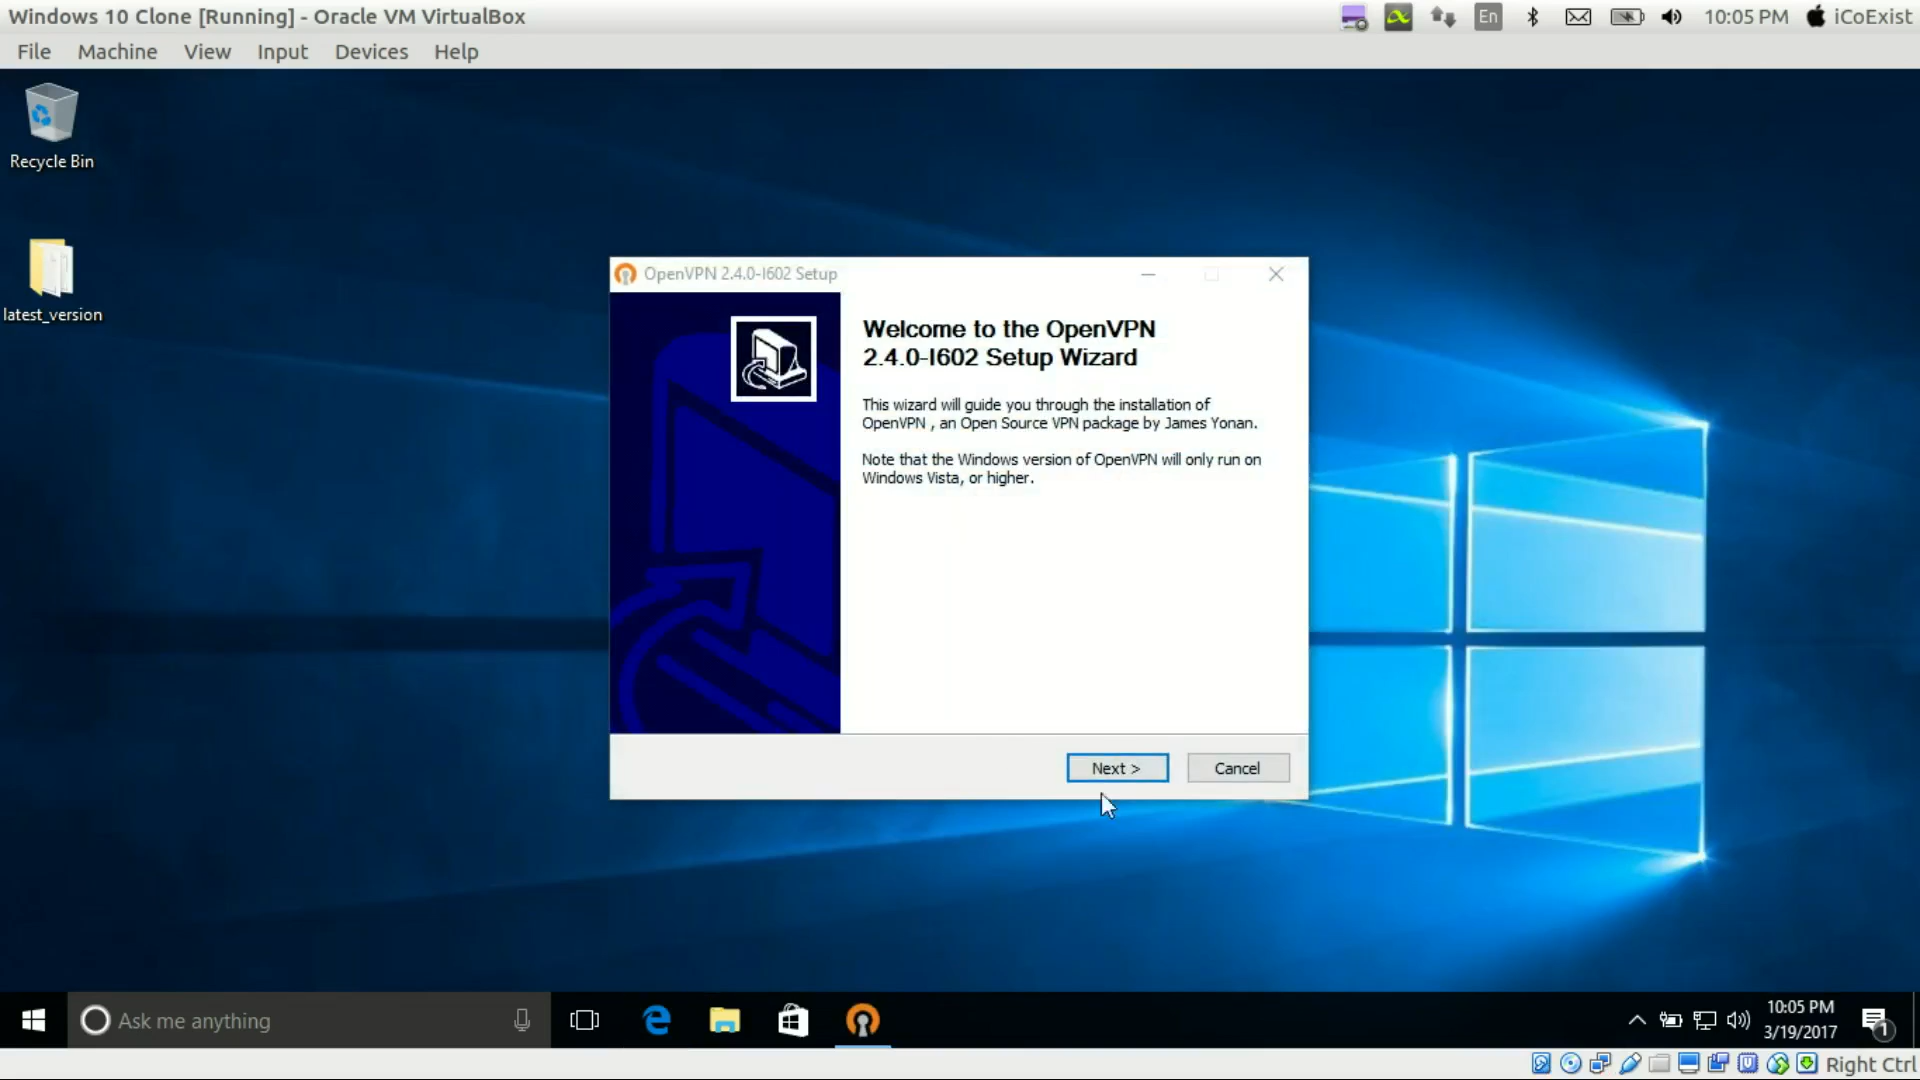 Windows 10 Clone [Running] - Oracle VM VirtualBox
En
10:05 PM
iCoExist
File Machine View Input Devices Help
Recycle Bin
latest_version
OpenVPN 2.4.0-I602 Setup
Welcome to the OpenVPN
2.4.0-I602 Setup Wizard
This wizard will guide you through the installation of
OpenVPN , an Open Source VPN package by James Yonan.
Note that the Windows version of OpenVPN will only run on
Windows Vista, or higher.
Next >
Cancel
Ask me anything
10:05 PM
3/19/2017
1
Right Ctrl